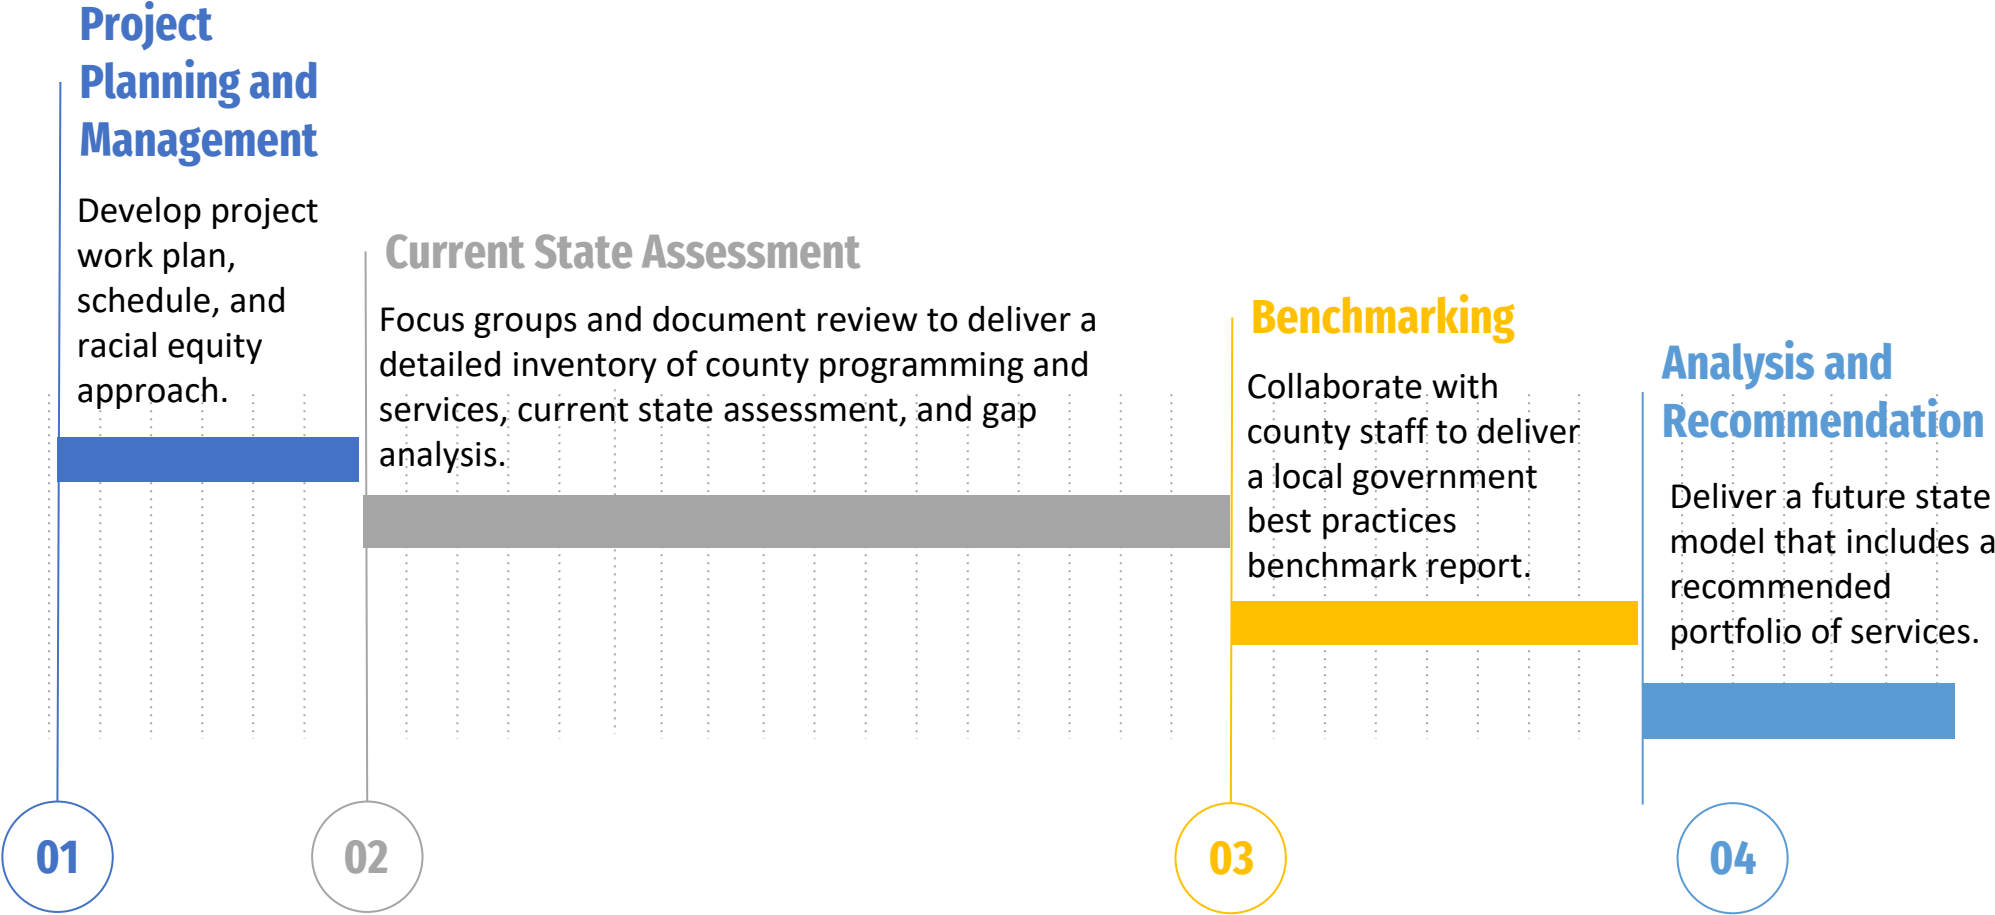 Project
Planning and
Management
Develop project
work plan,
schedule, and
racial equity
approach.
Current State Assessment
Focus groups and document review to deliver a
detailed inventory of county programming and
services, current state assessment, and gap
analysis.
Benchmarking
Collaborate with
county staff to deliver
a local government
best practices
benchmark report.
Analysis and
Recommendation
Deliver a future state
model that includes a
recommended
portfolio of services.
01
02
03
04